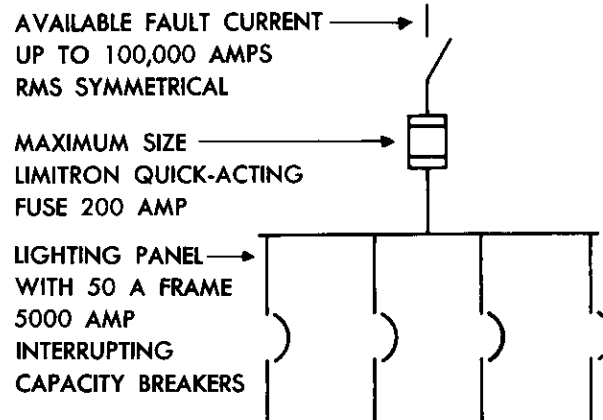 AVAILABLE FAULT CURRENT
UP TO 100,000 AMPS
RMS SYMMETRICAL
MAXIMUM SIZE
LIMITRON QUICK-ACTING
FUSE 200 AMP
LIGHTING PANEL
WITH 50 A FRAME
5000 AMP
INTERRUPTING
CAPACITY BREAKERS